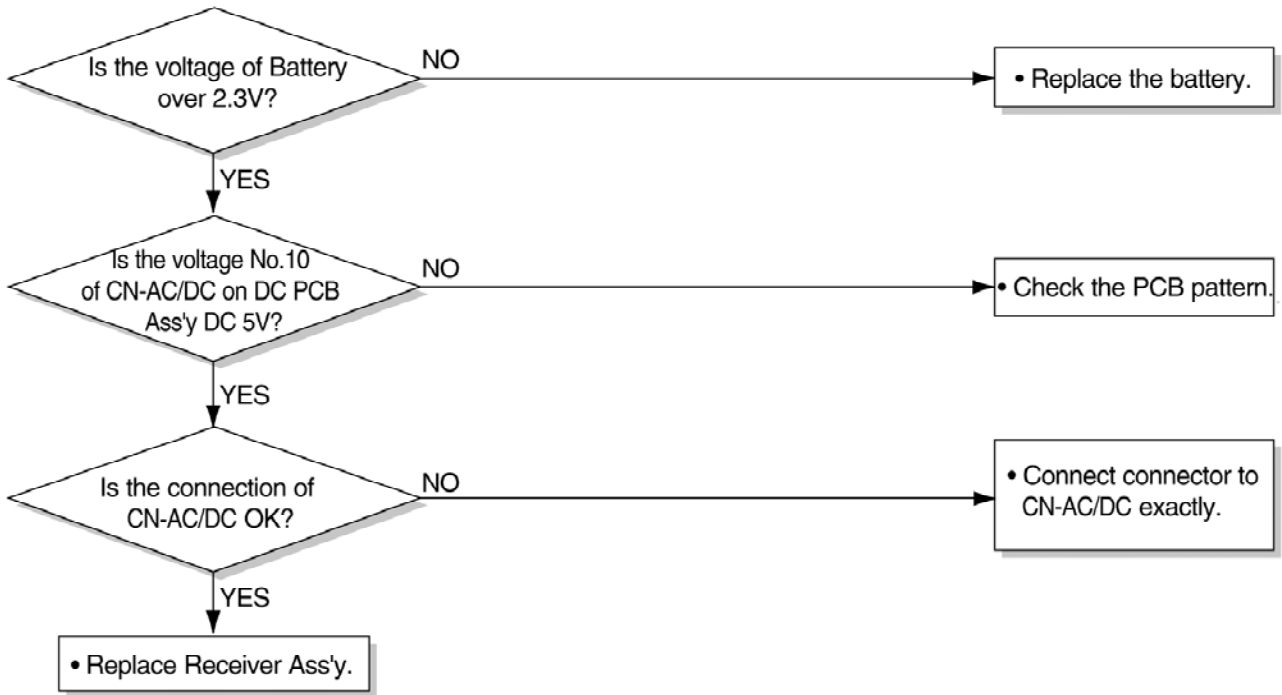 Is the voltage of Battery
over 2.3V?
NO
• Replace the battery.
YES
Is the voltage No.10
of CN-AC/DC on DC PCB
Ass'y DC 5V?
NO
• Check the PCB pattern.
YES
Is the connection of
CN-AC/DC OK?
NO
• Connect connector to
CN-AC/DC exactly.
YES
• Replace Receiver Ass'y.